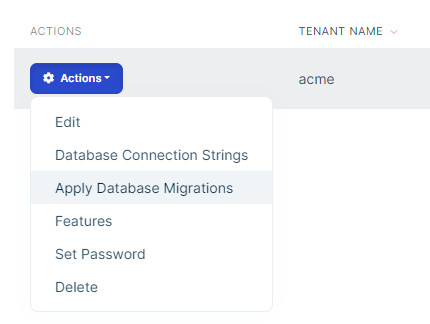 ACTIONS TENANT NAME
Actions acme
Edit
Database Connection Strings
Apply Database Migrations
Features
Set Password
Delete